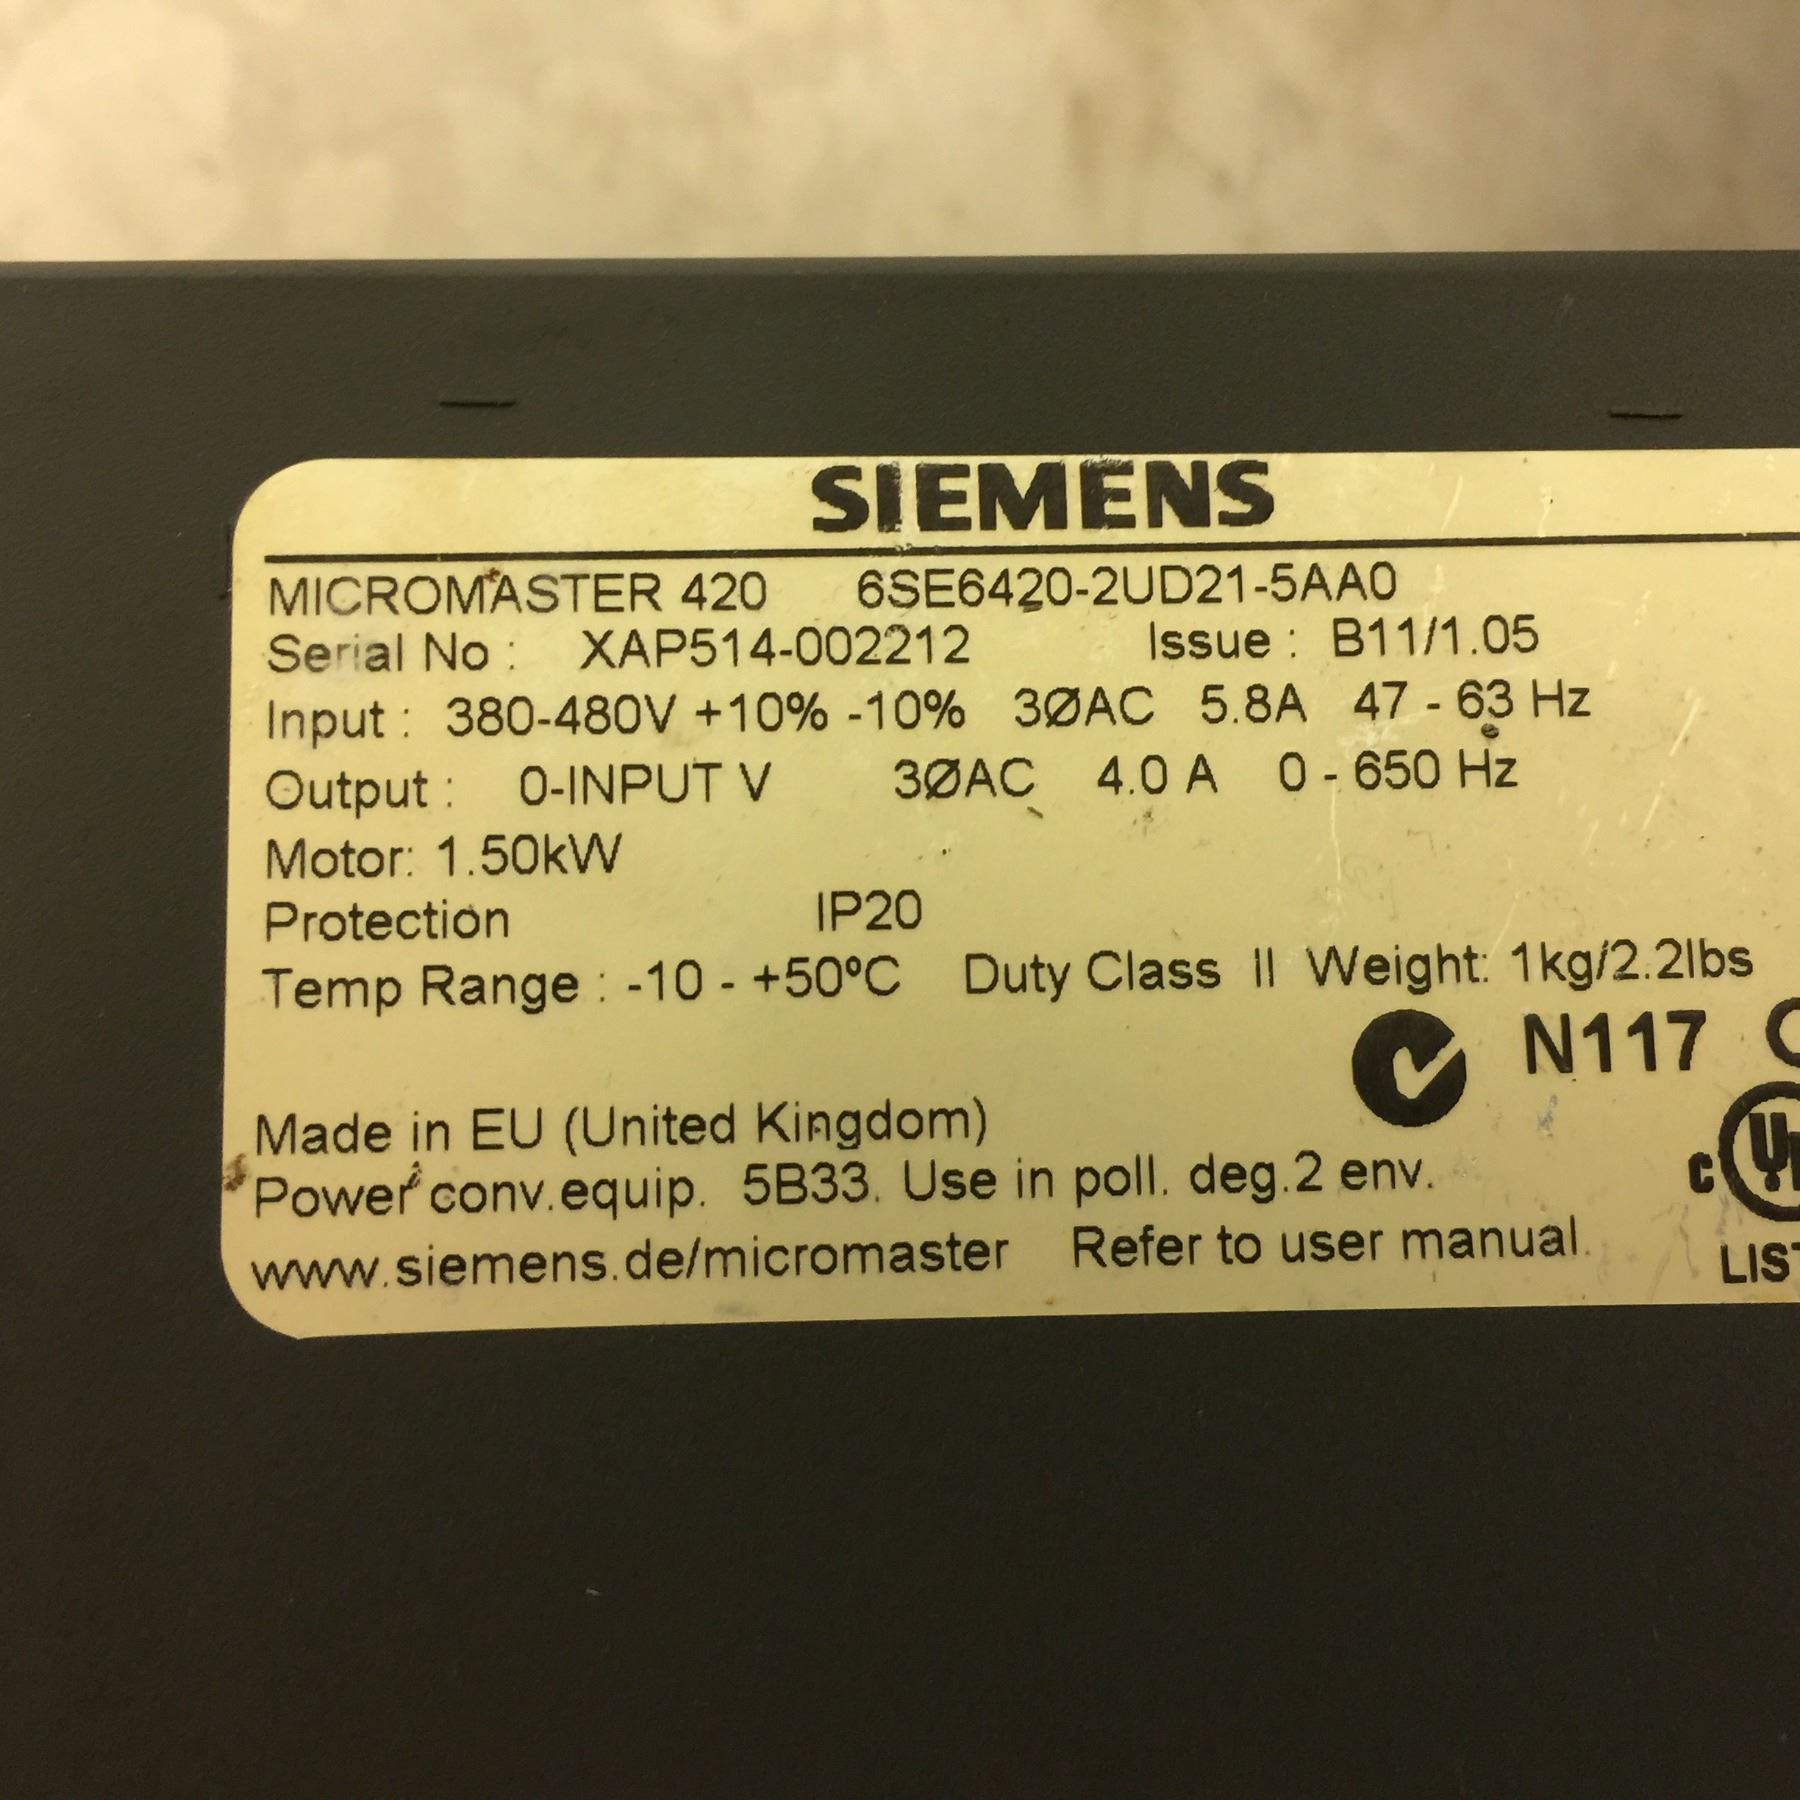 SIEMENS
MICROMASTER 420 6SE6420-2UD21-5AA0
Serial No : XAP514-002212 Issue : B11/1.05
Input : 380-480V +10% -10% 3ØAC 5.8A 47 - 63 Hz
Output : 0-INPUT V 3ØAC 4.0 A 0 - 650 Hz
Motor: 1.50kW
Protection IP20
Temp Range : -10 - +50ºC Duty Class II Weight: 1kg/2.2lbs
N117
Made in EU (United Kingdom)
Power conv.equip. 5B33. Use in poll. deg.2 env.
www.siemens.de/micromaster Refer to user manual.